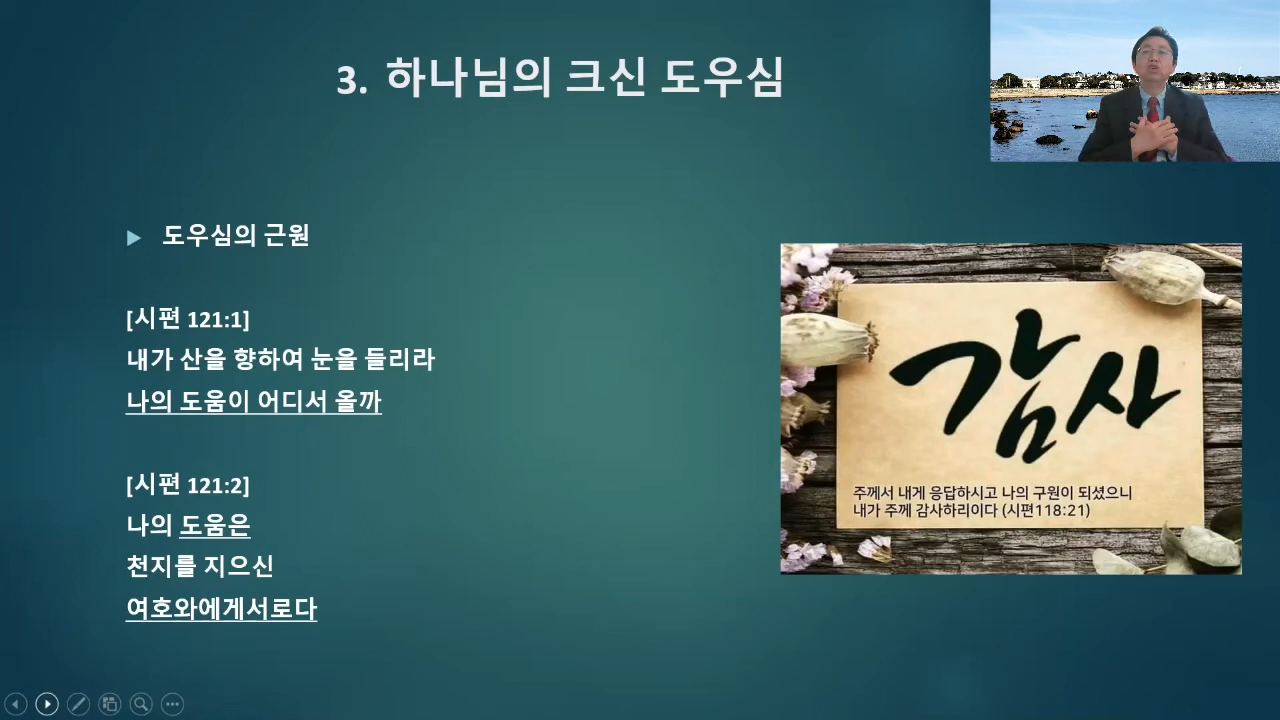 3. 하나님의 크신 도우심
도우심의 근원
[시편 121:1]
내가 산을 향하여 눈을 들리라
나의 도움이 어디서 올까
[시편 121:2]
나의 도움은
천지를 지으신
여호와에게서로다
감사
주께서 내게 응답하시고 나의 구원이 되셨으니
내가 주께 감사하리이다 (시편118:21)